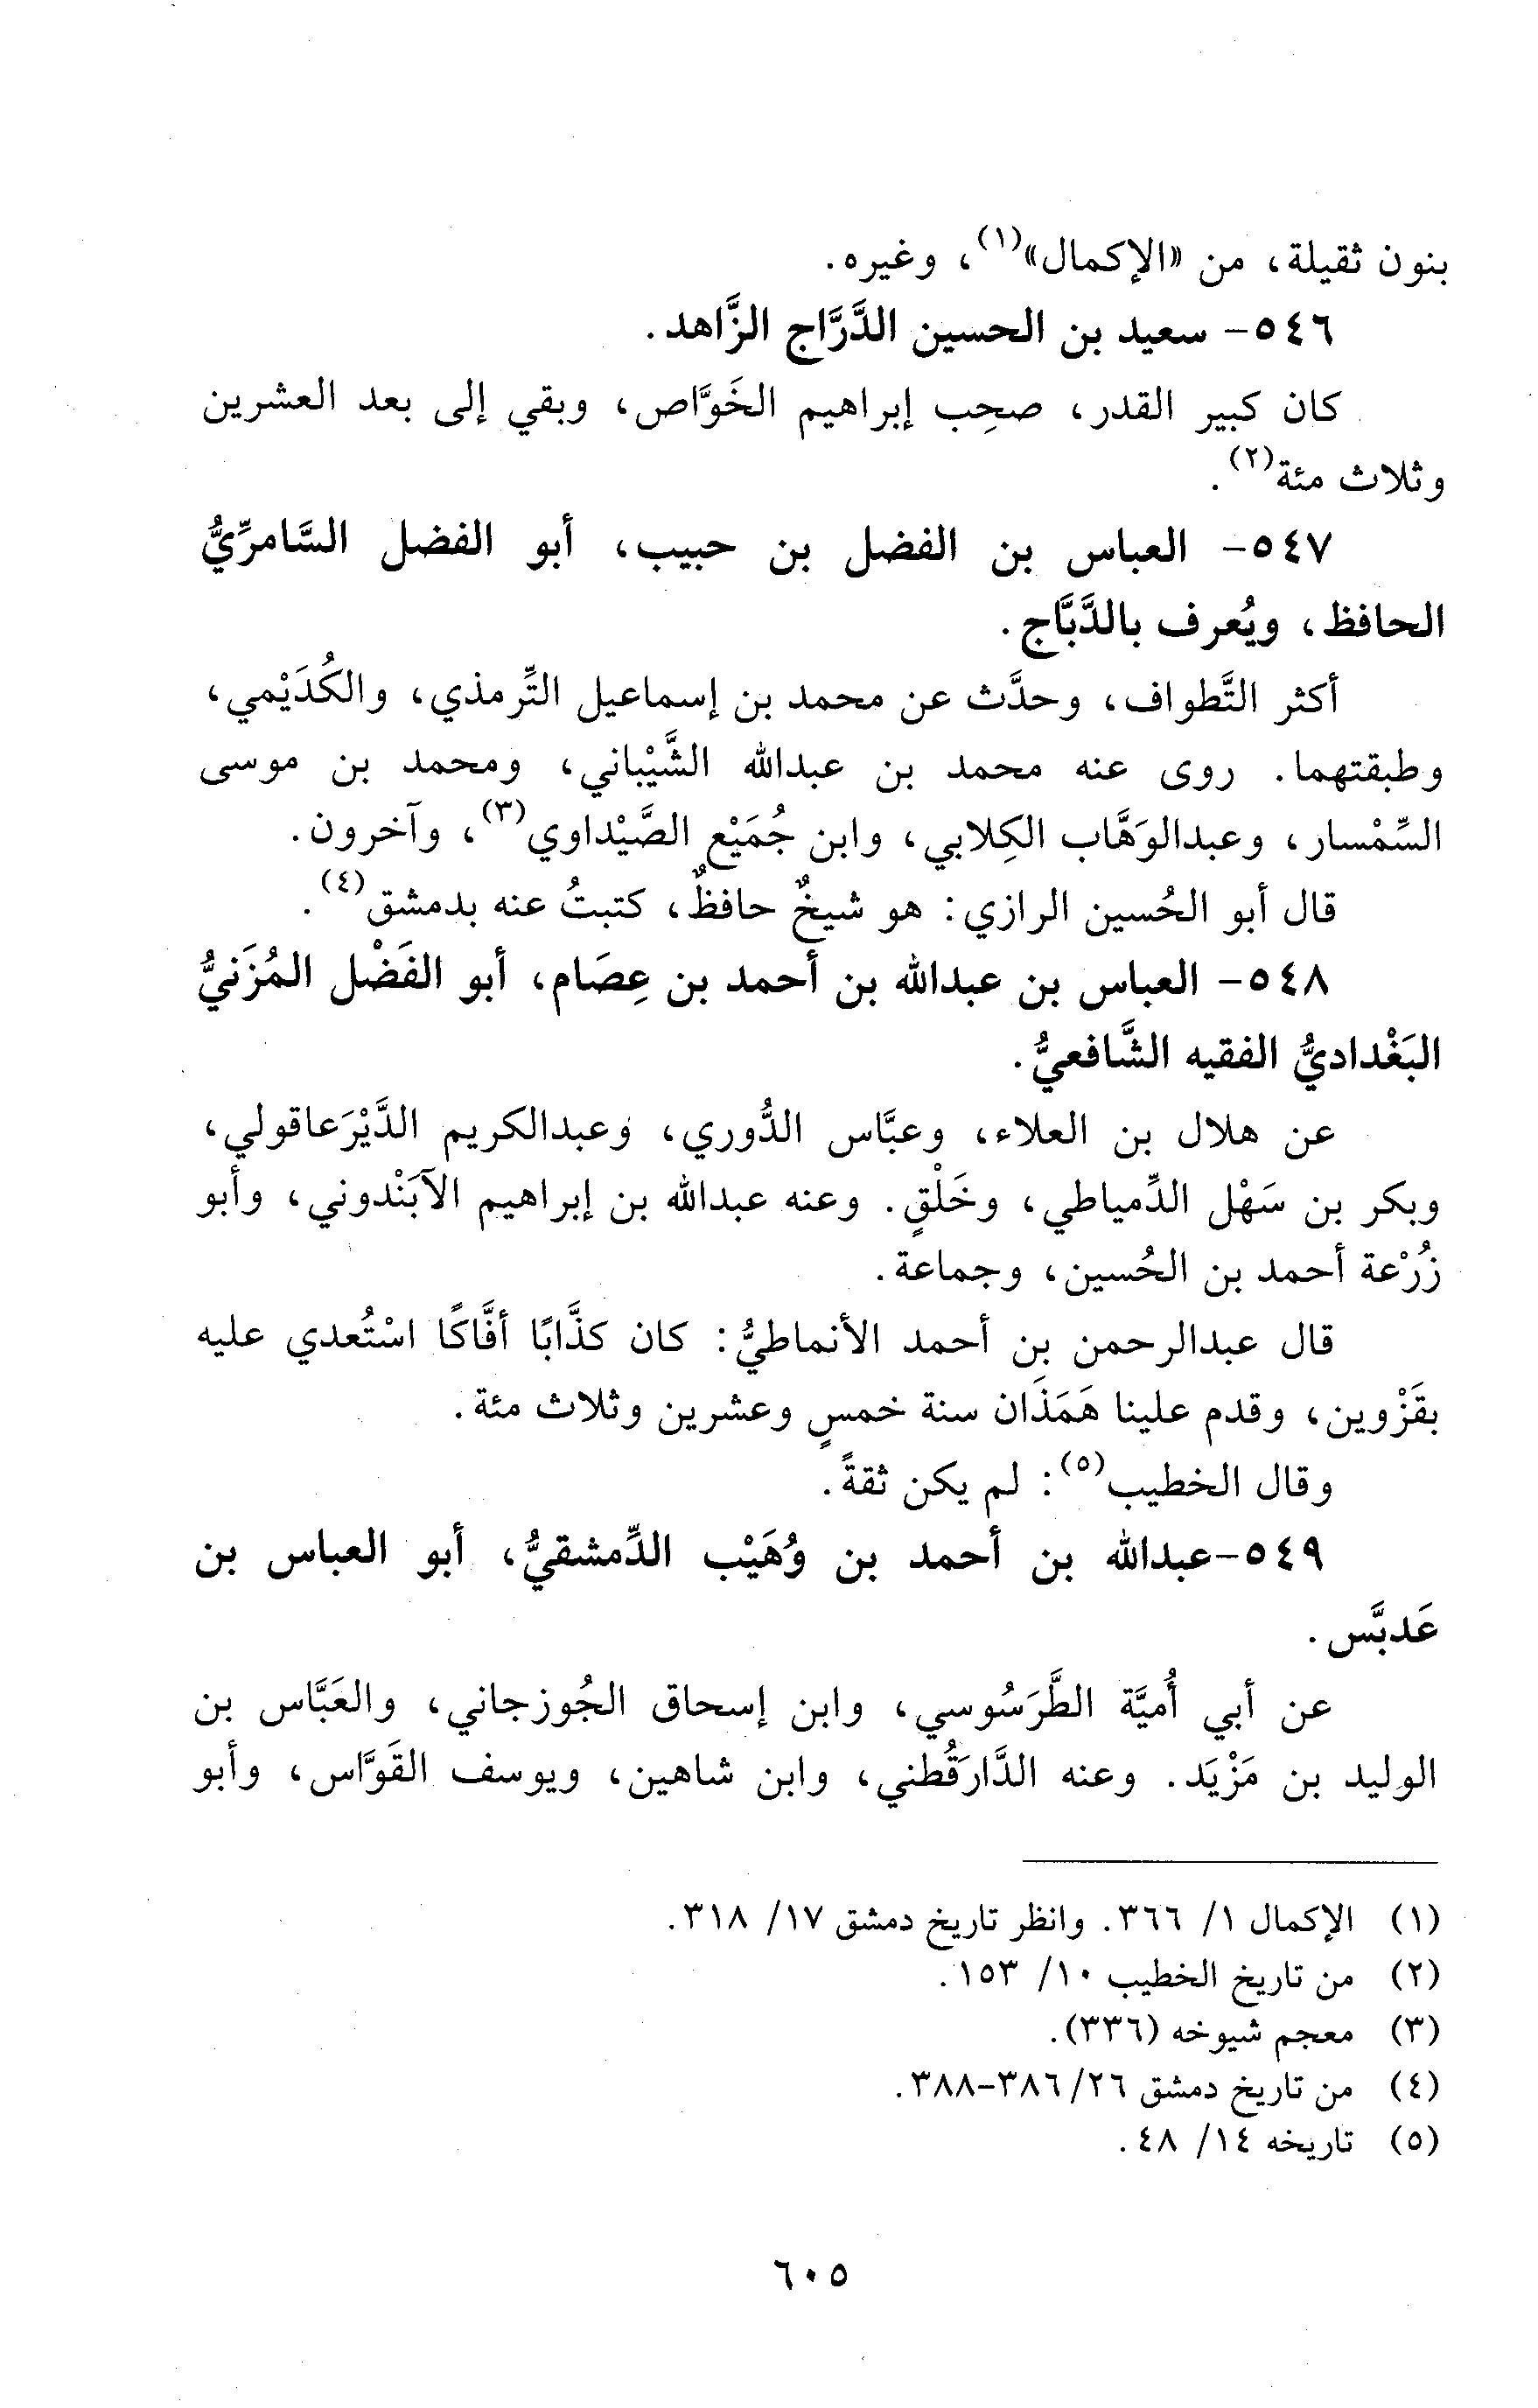 بنون ثقيلة، من «الإكمال»(١)، وغيره.
٥٤٦- سعيد بن الحسين الدَّرَّاج الزَّاهد.
كان كبير القدر، صحِب إبراهيم الخَوَّاص، وبقي إلى بعد العشرين
وثلاث مئة(٢).
٥٤٧- العباس بن الفضل بن حبيب، أبو الفضل السَّامرِّيُّ
الحافظ، ويُعرف بالدَّبَّاج.
أكثر التَّطواف، وحدَّث عن محمد بن إسماعيل التِّرمذي، والكُدَيْمي،
وطبقتهما. روى عنه محمد بن عبدالله الشَّيْباني، ومحمد بن موسى
السِّمْسار، وعبدالوَهَّاب الكِلابي، وابن جُمَيْع الصَّيْداوي(٣)، وآخرون.
قال أبو الحُسين الرازي: هو شيخٌ حافظٌ، كتبتُ عنه بدمشق(٤).
٥٤٨- العباس بن عبدالله بن أحمد بن عِصَام، أبو الفَضْل المُزَنيُّ
البَغْداديُّ الفقيه الشَّافعيُّ.
عن هلال بن العلاء، وعبَّاس الدُّوري، وعبدالكريم الدَّيْرَعاقولي،
وبكر بن سَهْل الدِّمياطي، وخَلْقٍ. وعنه عبدالله بن إبراهيم الآبَنْدوني، وأبو
زُرْعة أحمد بن الحُسين، وجماعة.
قال عبدالرحمن بن أحمد الأنماطيُّ: كان كذَّابًا أفَّاكًا اسْتُعدي عليه
بقَزْوين، وقدم علينا هَمَذَان سنة خمسٍ وعشرين وثلاث مئة.
وقال الخطيب(٥): لم يكن ثقةً.
٥٤٩-عبدالله بن أحمد بن وُهَيْب الدِّمشقيُّ، أبو العباس بن
عَدبَّس.
عن أبي أُميَّة الطَّرَسُوسي، وابن إسحاق الجُوزجاني، والعَبَّاس بن
الوليد بن مَزْيَد. وعنه الدَّارَقُطني، وابن شاهين، ويوسف القَوَّاس، وأبو
(١) الإكمال ١/ ٣٦٦. وانظر تاريخ دمشق ١٧/ ٣١٨.
(٢) من تاريخ الخطيب ١٠/ ١٥٣.
(٣) معجم شيوخه (٣٣٦).
(٤) من تاريخ دمشق ٢٦/ ٣٨٦-٣٨٨.
(٥) تاريخه ١٤/ ٤٨.
٦٠٥